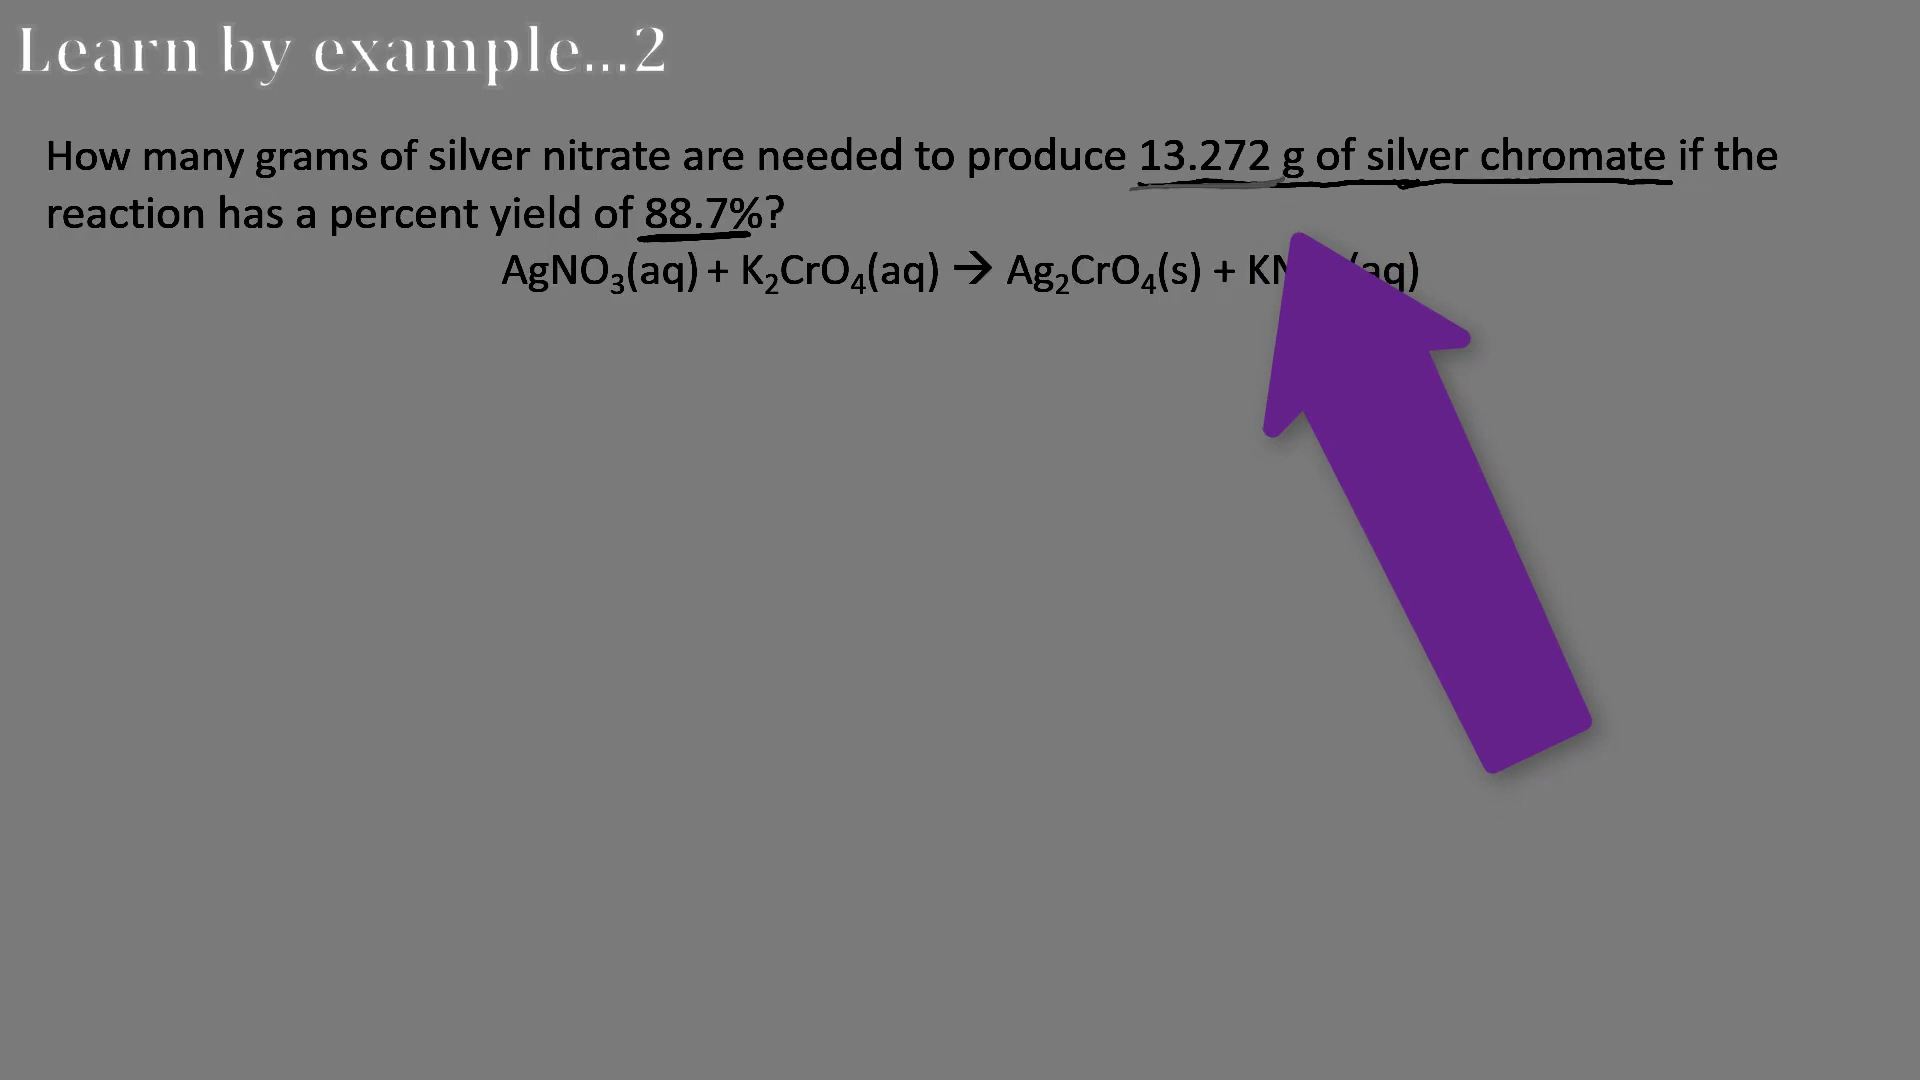 Learn by example...2
How many grams of silver nitrate are needed to produce 13.272 g of silver chromate if the
reaction has a percent yield of 88.7%?
AgNO₃(aq) + K₂CrO₄(aq) → Ag₂CrO₄(s) + (aq)